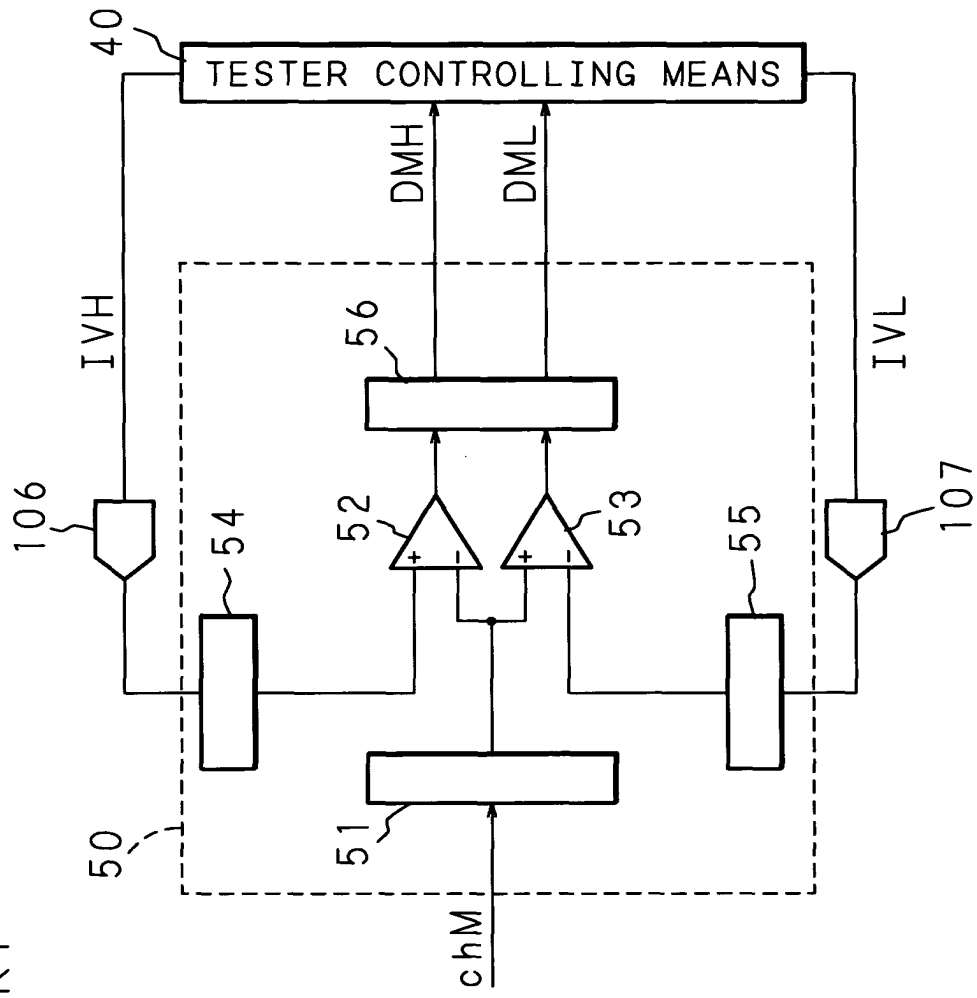 40
TESTER CONTROLLING MEANS
IVH
DMH
DML
IVL
106
54
56
52
53
55
107
+
−
+
−
50
51
chM